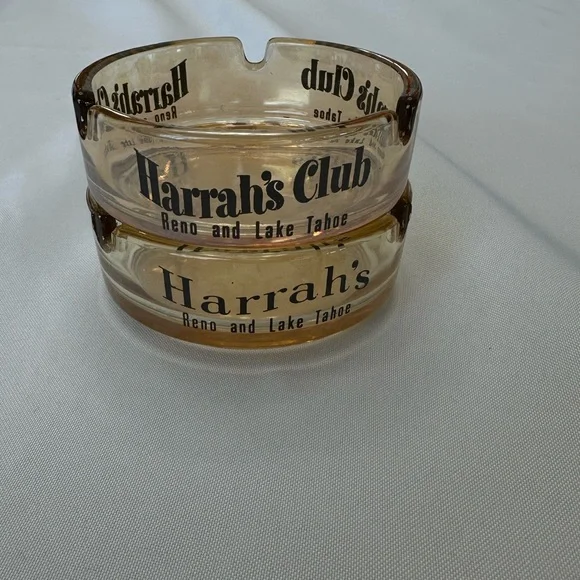 Harrah's Club
Reno and Lake Tahoe
Harrah's
Reno and Lake Tahoe